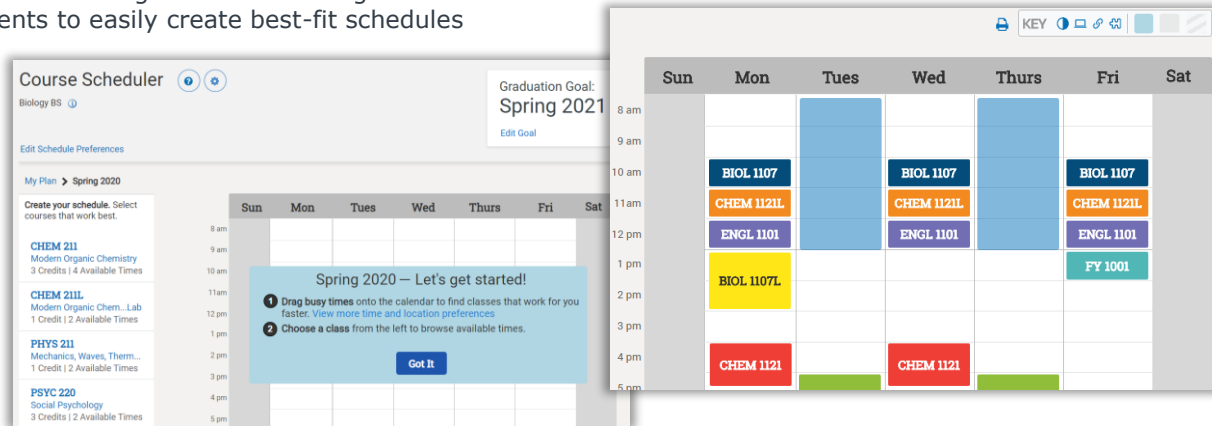 ents to easily create best-fit schedules
Course Scheduler
Biology BS
Graduation Goal:
Spring 2021
Edit Goal
Edit Schedule Preferences
My Plan > Spring 2020
Create your schedule. Select
courses that work best.
CHEM 211
Modern Organic Chemistry
3 Credits | 4 Available Times
CHEM 211L
Modern Organic Chem...Lab
1 Credit | 2 Available Times
PHYS 211
Mechanics, Waves, Therm...
1 Credit | 2 Available Times
PSYC 220
Social Psychology
3 Credits | 2 Available Times
Sun Mon Tues Wed Thurs Fri Sat
8 am
9 am
10 am
11am
12 pm
1 pm
2 pm
3 pm
4 pm
5 pm
Spring 2020 — Let's get started!
1 Drag busy times onto the calendar to find classes that work for you
faster. View more time and location preferences
2 Choose a class from the left to browse available times.
Got It
KEY
Sun Mon Tues Wed Thurs Fri Sat
8 am
9 am
10 am BIOL 1107 BIOL 1107 BIOL 1107
11am CHEM 1121L CHEM 1121L CHEM 1121L
12 pm ENGL 1101 ENGL 1101 ENGL 1101
1 pm FY 1001
BIOL 1107L
2 pm
3 pm
4 pm CHEM 1121 CHEM 1121
5 pm